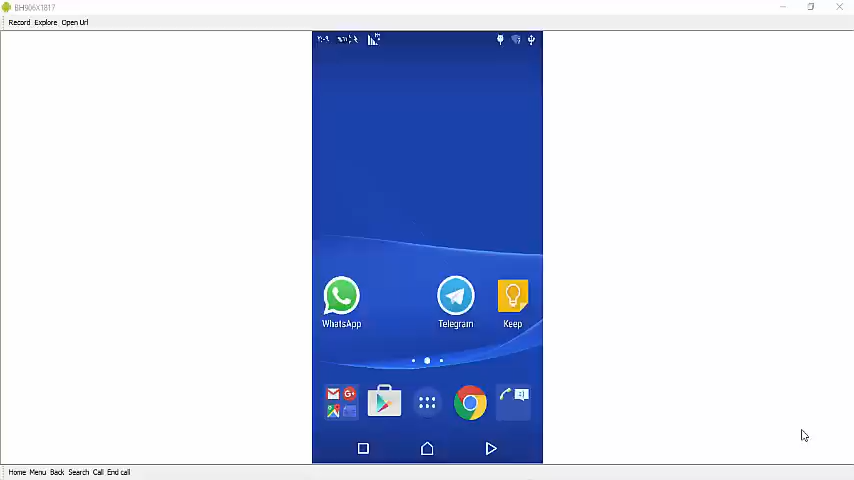 BH906X1817
Record Explore Open Url
WhatsApp
Telegram
Keep
Home Menu Back Search Call End call